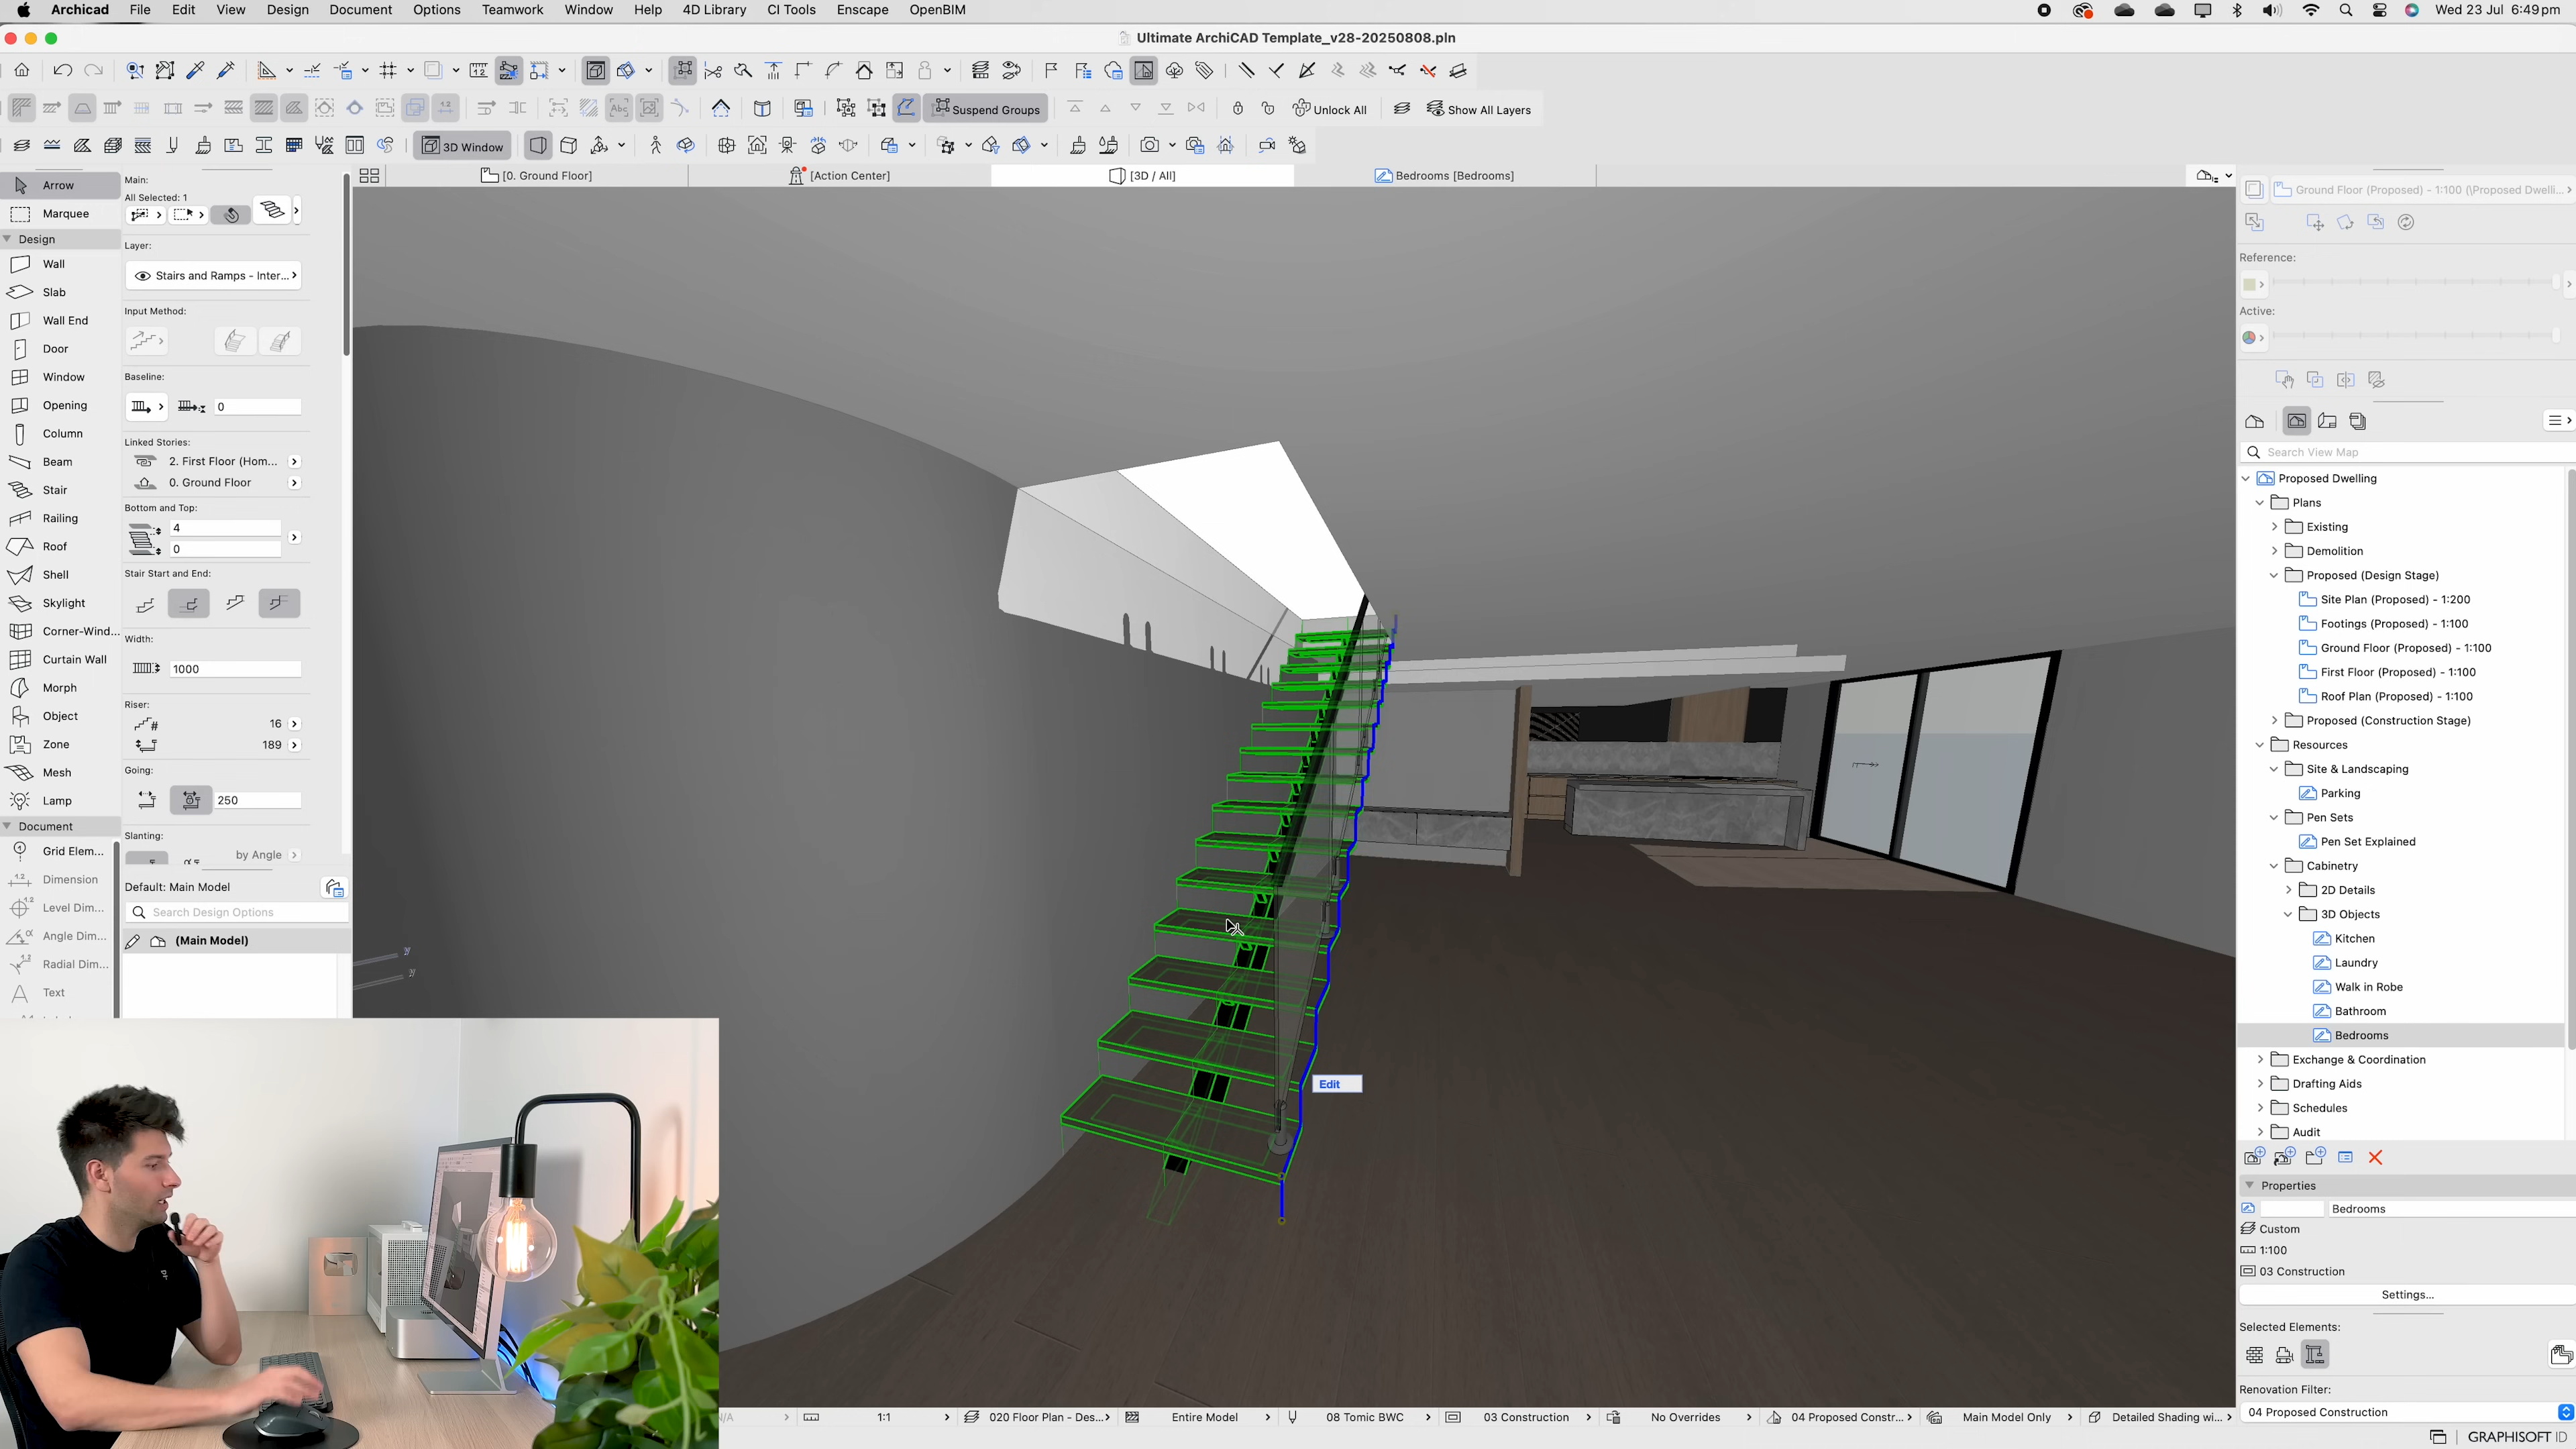 Archicad File Edit View Design Document Options Teamwork Window Help 4D Library CI Tools Enscape OpenBIM Wed 23 Jul 6:49 pm
Ultimate ArchiCAD Template_v28-20250808.pln
Suspend Groups Unlock All Show All Layers
3D Window
[0. Ground Floor] [Action Center] [3D / All] Bedrooms [Bedrooms]
Arrow
Marquee
Design
Wall
Slab
Wall End
Door
Window
Opening
Column
Beam
Stair
Railing
Roof
Shell
Skylight
Corner-Wind...
Curtain Wall
Morph
Object
Zone
Mesh
Lamp
Document
Grid Elem...
Dimension
Level Dim...
Angle Dim...
Radial Dim...
Text
Main:
All Selected: 1
Layer:
Stairs and Ramps - Inter...
Input Method:
Baseline:
0
Linked Stories:
2. First Floor (Hom...
0. Ground Floor
Bottom and Top:
4
0
Stair Start and End:
Width:
1000
Riser:
16
189
Going:
250
Slanting:
by Angle
Default: Main Model
Search Design Options
(Main Model)
Edit
Ground Floor (Proposed) - 1:100 (\Proposed Dwelli...
Reference:
Active:
Search View Map
Proposed Dwelling
Plans
Existing
Demolition
Proposed (Design Stage)
Site Plan (Proposed) - 1:200
Footings (Proposed) - 1:100
Ground Floor (Proposed) - 1:100
First Floor (Proposed) - 1:100
Roof Plan (Proposed) - 1:100
Proposed (Construction Stage)
Resources
Site & Landscaping
Parking
Pen Sets
Pen Set Explained
Cabinetry
2D Details
3D Objects
Kitchen
Laundry
Walk in Robe
Bathroom
Bedrooms
Exchange & Coordination
Drafting Aids
Schedules
Audit
Properties
Bedrooms
Custom
1:100
03 Construction
Settings...
Selected Elements:
Renovation Filter:
04 Proposed Construction
1:1 020 Floor Plan - Des... Entire Model 08 Tomic BWC 03 Construction No Overrides 04 Proposed Constr... Main Model Only Detailed Shading wi...
GRAPHISOFT ID